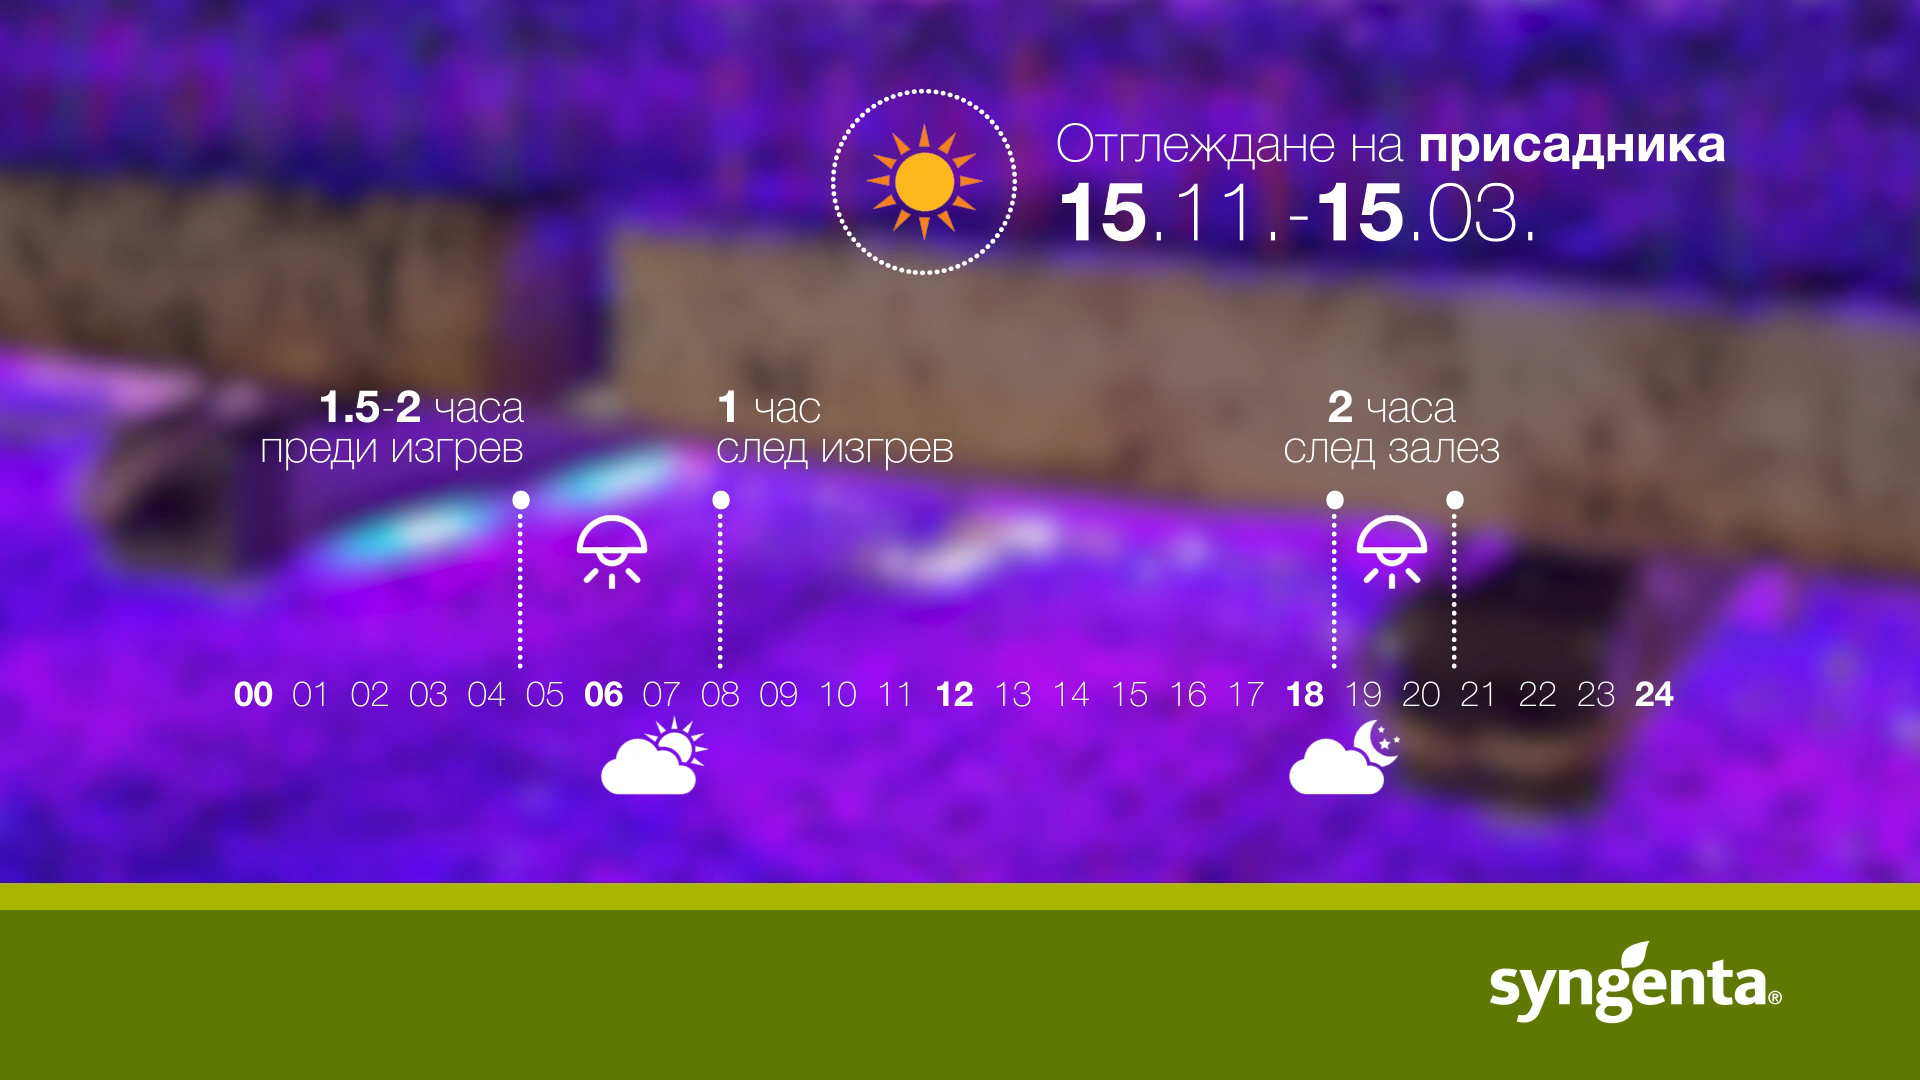 Отглеждане на присадника
15.11.-15.03.
1.5-2 часа
преди изгрев
1 час
след изгрев
2 часа
след залез
00 01 02 03 04 05 06 07 08 09 10 11 12 13 14 15 16 17 18 19 20 21 22 23 24
syngenta®